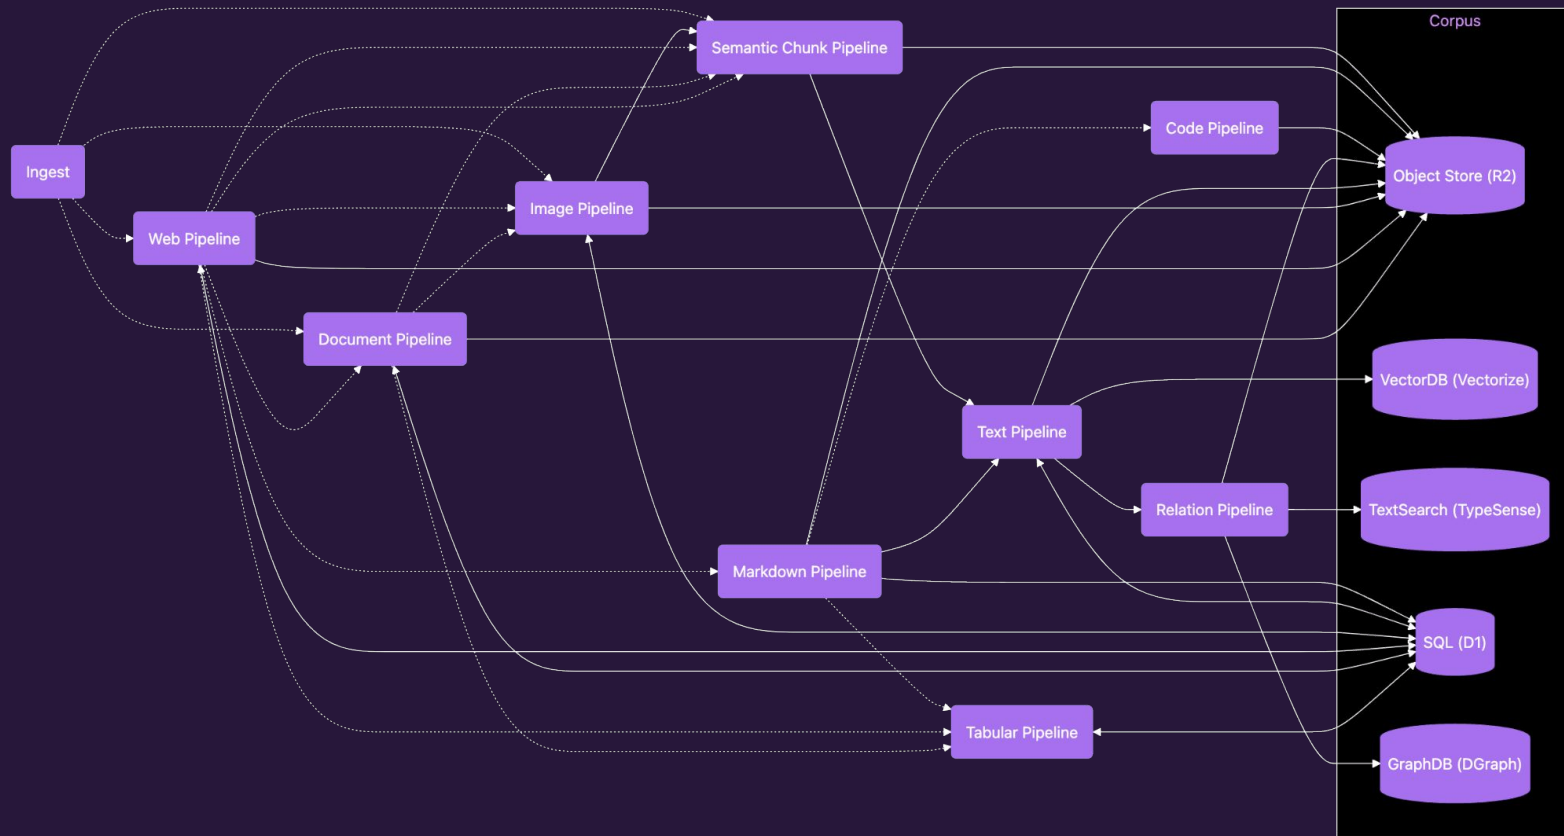 Corpus
Semantic Chunk Pipeline
Code Pipeline
Ingest
Object Store (R2)
Image Pipeline
Web Pipeline
Document Pipeline
VectorDB (Vectorize)
Text Pipeline
Relation Pipeline
TextSearch (TypeSense)
Markdown Pipeline
SQL (D1)
Tabular Pipeline
GraphDB (DGraph)